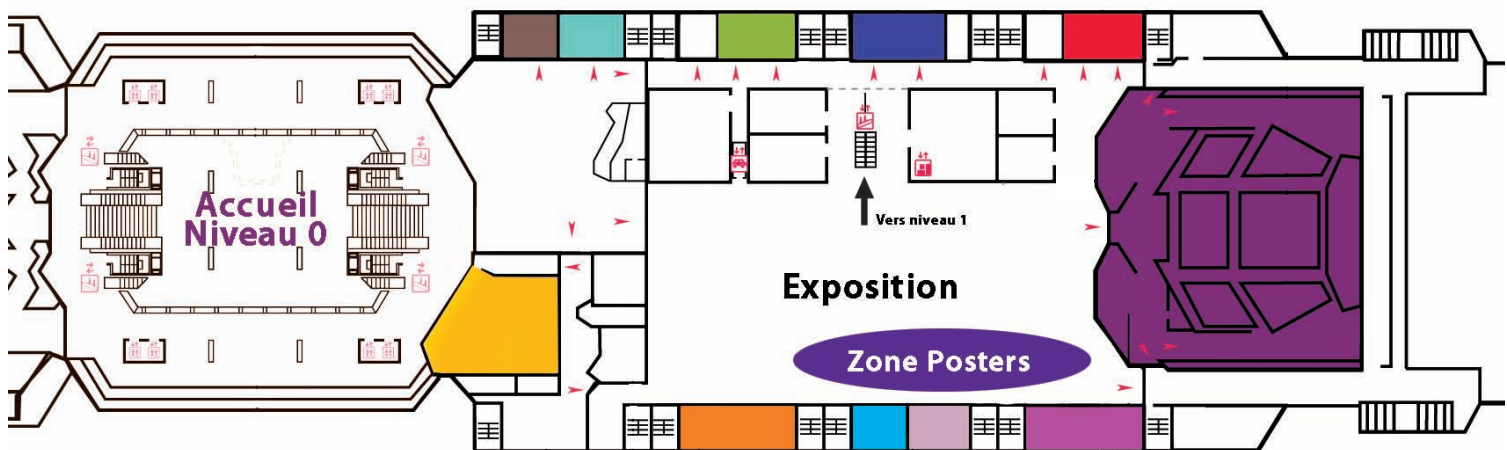 Accueil
Niveau 0
Vers niveau 1
Exposition
Zone Posters